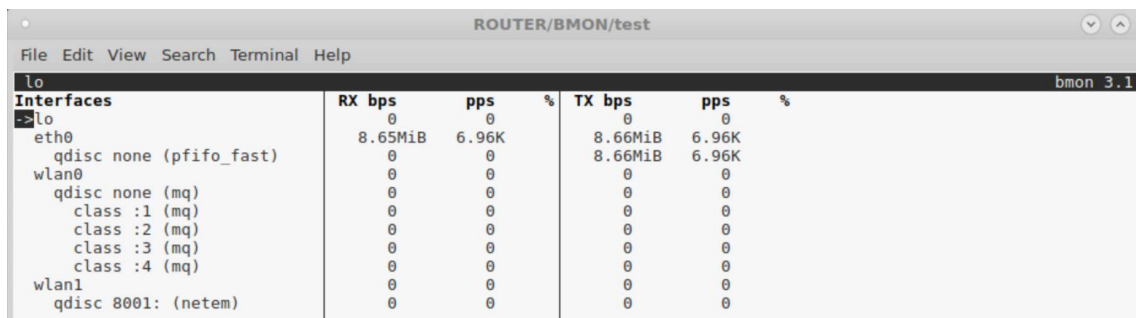 ROUTER/BMON/test
File Edit View Search Terminal Help
lo bmon 3.1
Interfaces RX bps pps % TX bps pps %
->lo 0 0 0 0
eth0 8.65MiB 6.96K 8.66MiB 6.96K
qdisc none (pfifo_fast) 0 0 8.66MiB 6.96K
wlan0 0 0 0 0
qdisc none (mq) 0 0 0 0
class :1 (mq) 0 0 0 0
class :2 (mq) 0 0 0 0
class :3 (mq) 0 0 0 0
class :4 (mq) 0 0 0 0
wlan1 0 0 0 0
qdisc 8001: (netem) 0 0 0 0